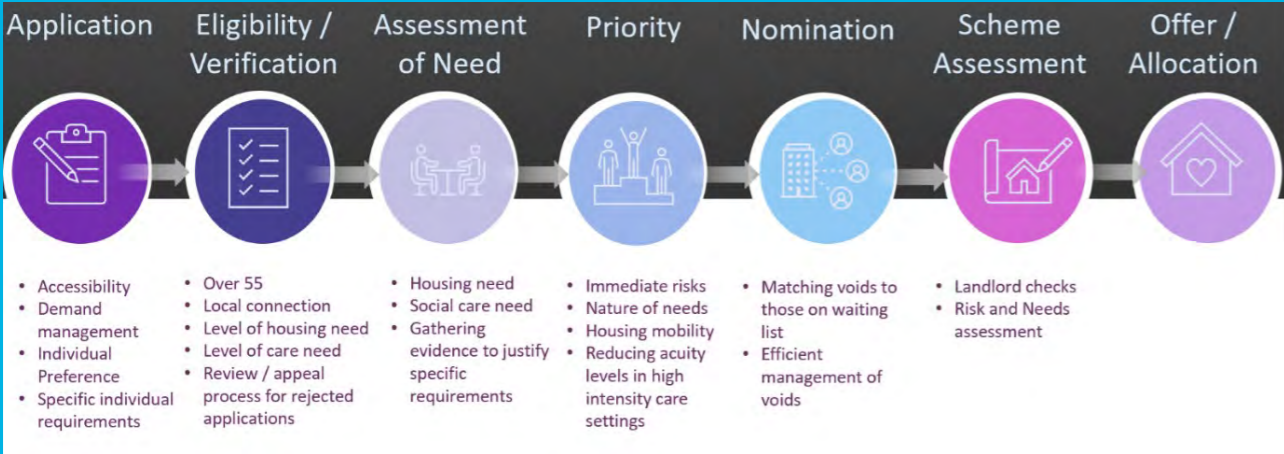 Application
Eligibility /
Verification
Assessment
of Need
Priority
Nomination
Scheme
Assessment
Offer /
Allocation
• Accessibility
• Demand
management
• Individual
Preference
• Specific individual
requirements
• Over 55
• Local connection
• Level of housing need
• Level of care need
• Review / appeal
process for rejected
applications
• Housing need
• Social care need
• Gathering
evidence to justify
specific
requirements
• Immediate risks
• Nature of needs
• Housing mobility
• Reducing acuity
levels in high
intensity care
settings
• Matching voids to
those on waiting
list
• Efficient
management of
voids
• Landlord checks
• Risk and Needs
assessment